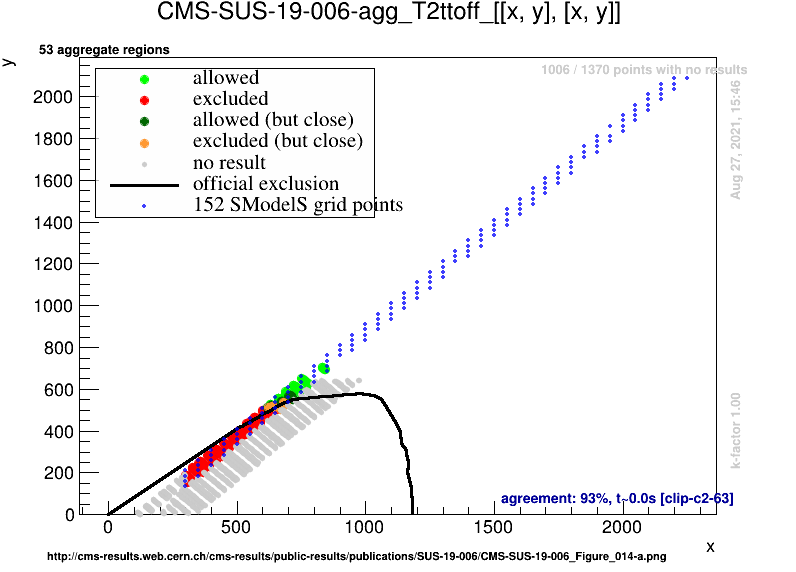 CMS-SUS-19-006-agg_T2ttoff_[[x, y], [x, y]]
53 aggregate regions
y
1006 / 1370 points with no results
allowed
excluded
allowed (but close)
excluded (but close)
no result
official exclusion
152 SModelS grid points
Aug 27, 2021, 15:46
k-factor 1.00
2000
1800
1600
1400
1200
1000
800
600
400
200
0
agreement: 93%, t~0.0s [clip-c2-63]
0 500 1000 1500 2000
x
http://cms-results.web.cern.ch/cms-results/public-results/publications/SUS-19-006/CMS-SUS-19-006_Figure_014-a.png